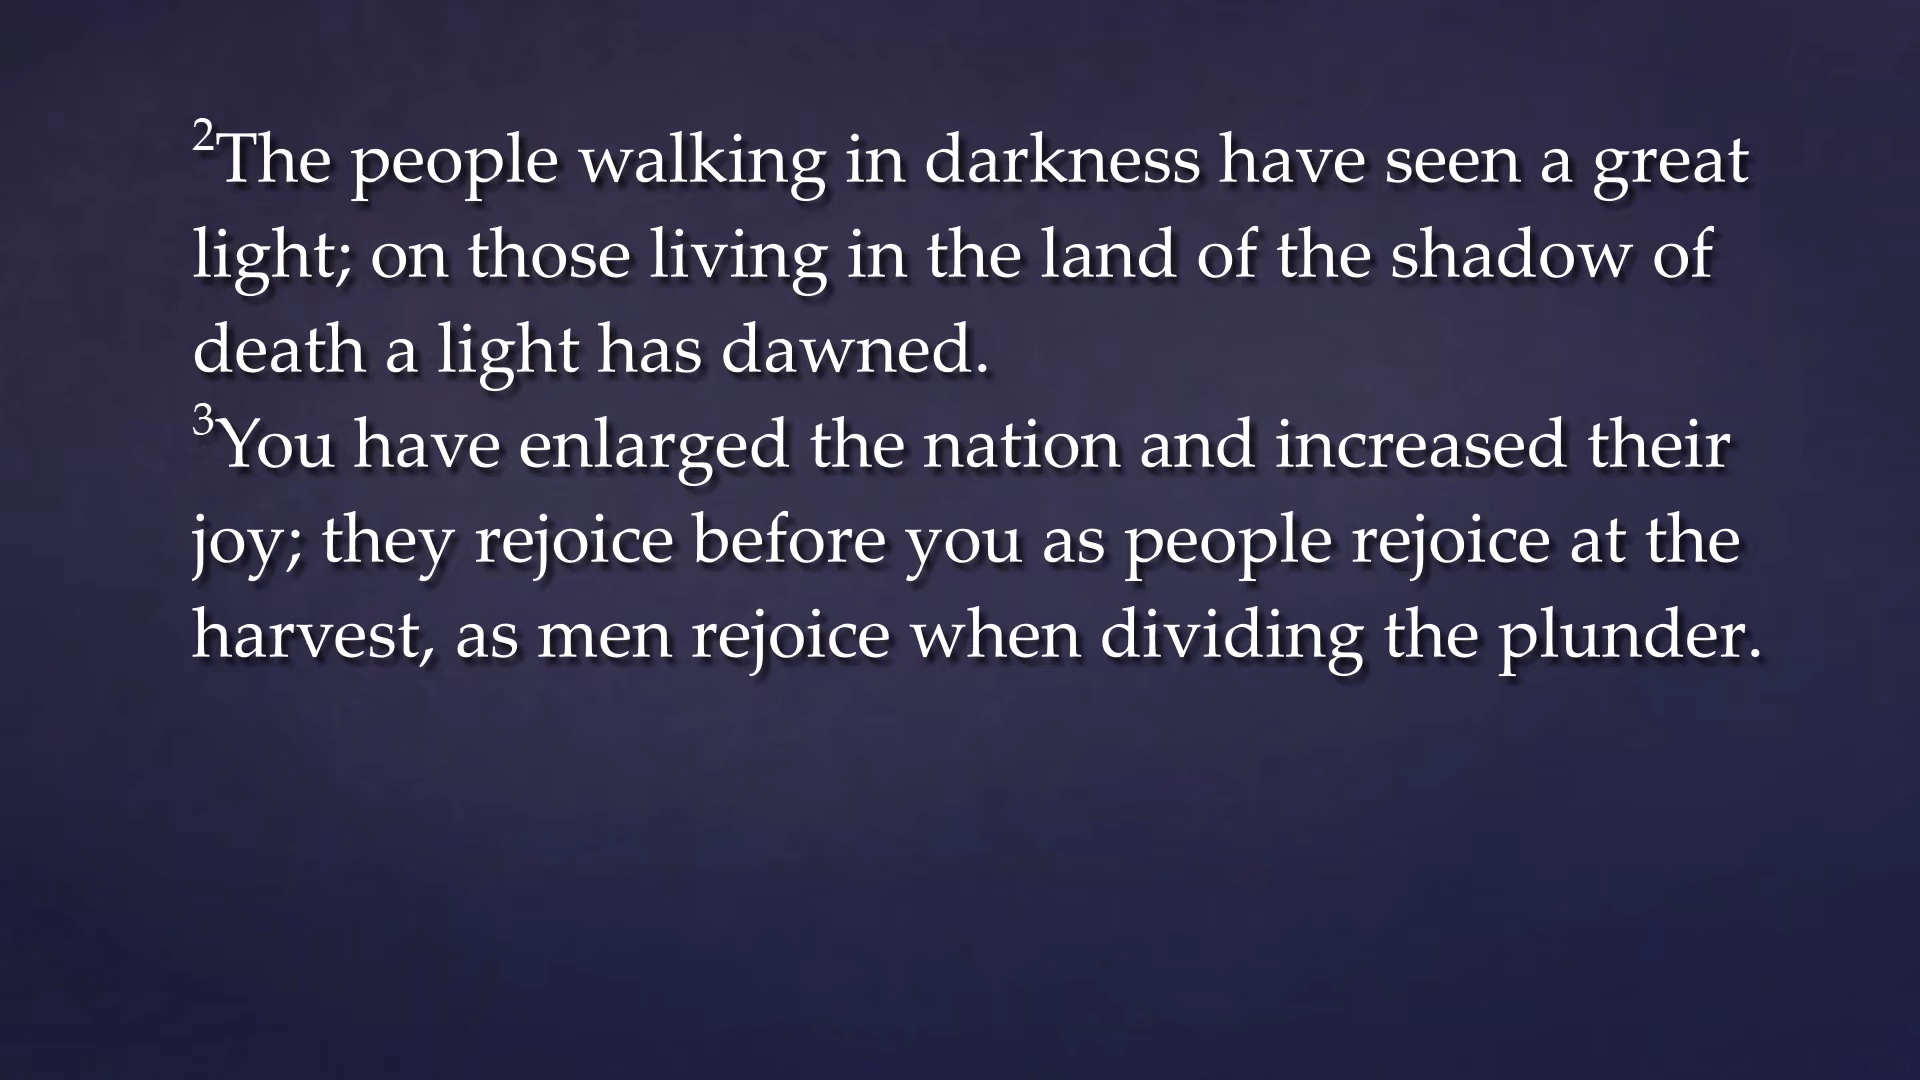 ²The people walking in darkness have seen a great
light; on those living in the land of the shadow of
death a light has dawned.
³You have enlarged the nation and increased their
joy; they rejoice before you as people rejoice at the
harvest, as men rejoice when dividing the plunder.